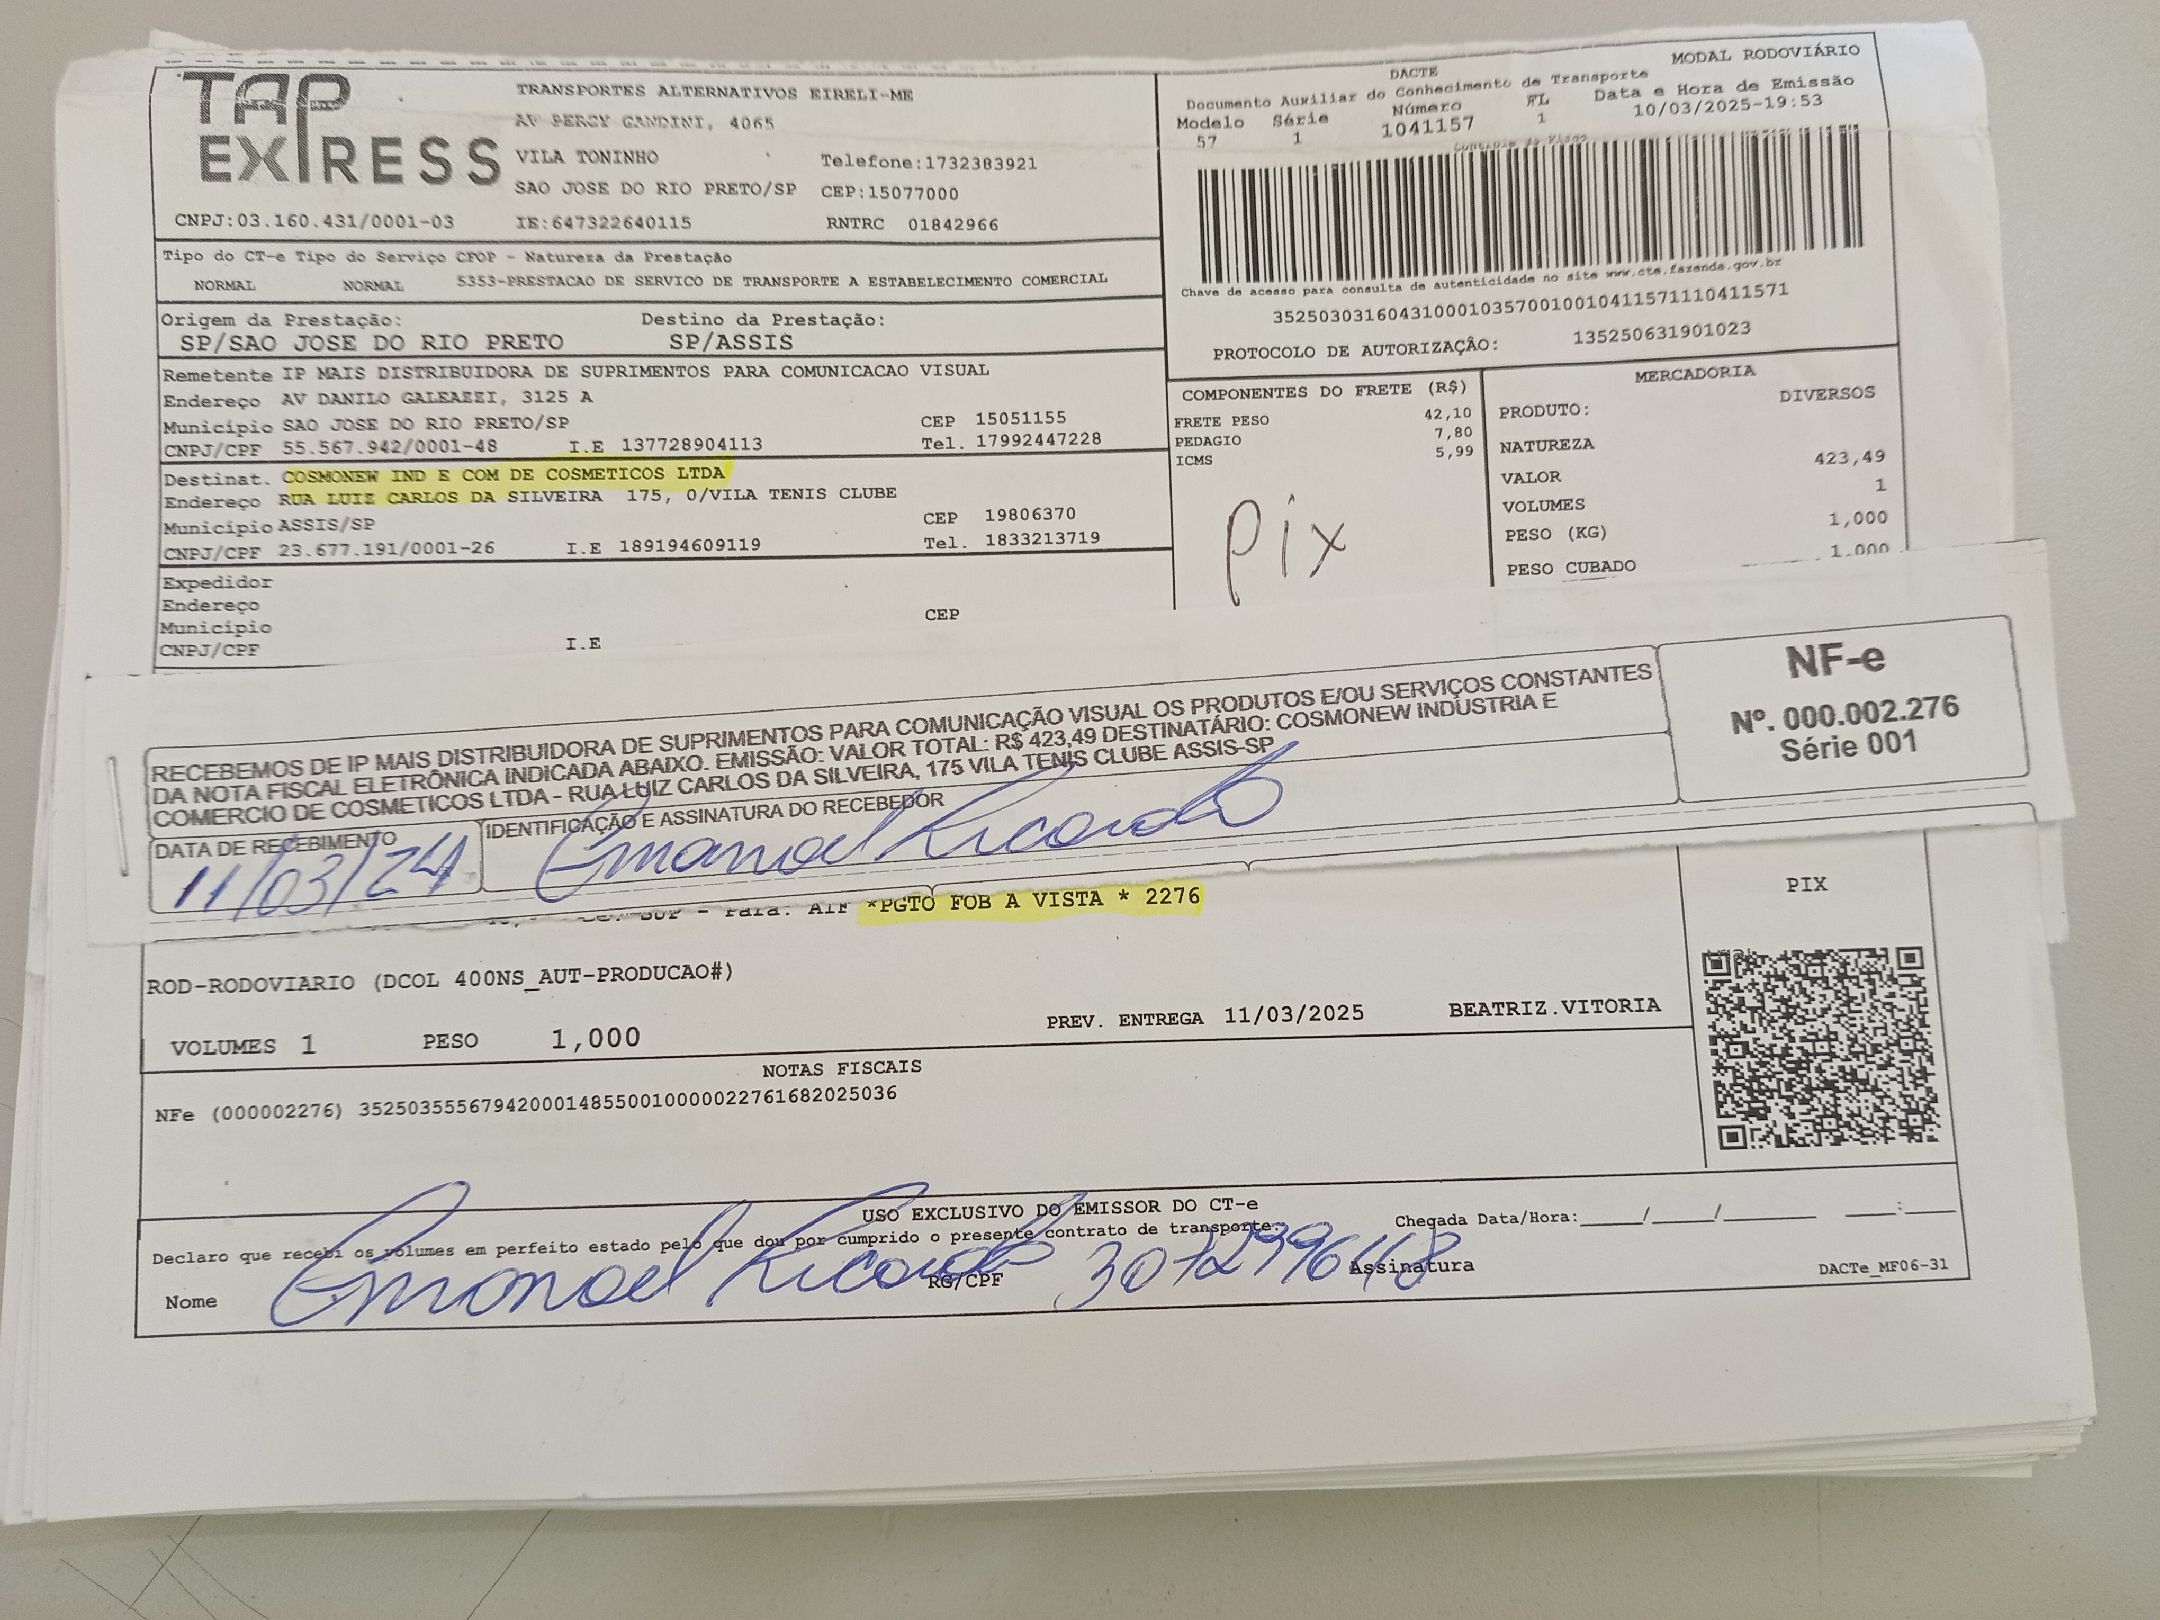 TAP
EXPRESS
TRANSPORTES ALTERNATIVOS EIRELI-ME
AV PERCY GANDINI, 4065
VILA TONINHO
Telefone:1732383921
SAO JOSE DO RIO PRETO/SP CEP:15077000
CNPJ:03.160.431/0001-03 IE:647322640115 RNTRC 01842966
MODAL RODOVIÁRIO
DACTE
Documento Auxiliar do Conhecimento de Transporte
Modelo Série Número FL Data e Hora de Emissão
57 1 1041157 1 10/03/2025-19:53
Controle do Fisco
Chave de acesso para consulta de autenticidade no site www.cte.fazenda.gov.br
35250303160431000103570010010411571110411571
PROTOCOLO DE AUTORIZAÇÂO: 135250631901023
Tipo do CT-e Tipo do Serviço CFOP - Natureza da Prestação
NORMAL NORMAL 5353-PRESTACAO DE SERVICO DE TRANSPORTE A ESTABELECIMENTO COMERCIAL
Origem da Prestação: Destino da Prestação:
SP/SAO JOSE DO RIO PRETO SP/ASSIS
Remetente IP MAIS DISTRIBUIDORA DE SUPRIMENTOS PARA COMUNICACAO VISUAL
Endereço AV DANILO GALEAZZI, 3125 A
Município SAO JOSE DO RIO PRETO/SP CEP 15051155
CNPJ/CPF 55.567.942/0001-48 I.E 137728904113 Tel. 17992447228
Destinat. COSMONEW IND E COM DE COSMETICOS LTDA
Endereço RUA LUIZ CARLOS DA SILVEIRA 175, 0/VILA TENIS CLUBE
Município ASSIS/SP CEP 19806370
CNPJ/CPF 23.677.191/0001-26 I.E 189194609119 Tel. 1833213719
Expedidor
Endereço
Município CEP
CNPJ/CPF I.E
COMPONENTES DO FRETE (R$)
FRETE PESO 42,10
PEDAGIO 7,80
ICMS 5,99
Pix
MERCADORIA
PRODUTO: DIVERSOS
NATUREZA
VALOR 423,49
VOLUMES 1
PESO (KG) 1,000
PESO CUBADO 1.000
RECEBEMOS DE IP MAIS DISTRIBUIDORA DE SUPRIMENTOS PARA COMUNICAÇÃO VISUAL OS PRODUTOS E/OU SERVIÇOS CONSTANTES
DA NOTA FISCAL ELETRÔNICA INDICADA ABAIXO. EMISSÃO: VALOR TOTAL: R$ 423,49 DESTINATÁRIO: COSMONEW INDUSTRIA E
COMERCIO DE COSMETICOS LTDA - RUA LUIZ CARLOS DA SILVEIRA, 175 VILA TENIS CLUBE ASSIS-SP
DATA DE RECEBIMENTO IDENTIFICAÇÃO E ASSINATURA DO RECEBEDOR
11/03/24 Emanoel Ricardo
NF-e
Nº. 000.002.276
Série 001
*PGTO FOB A VISTA * 2276
PIX
ROD-RODOVIARIO (DCOL 400NS_AUT-PRODUCAO#)
VOLUMES 1 PESO 1,000 PREV. ENTREGA 11/03/2025 BEATRIZ.VITORIA
NOTAS FISCAIS
NFe (000002276) 35250355567942000148550010000022761682025036
USO EXCLUSIVO DO EMISSOR DO CT-e
Declaro que recebi os volumes em perfeito estado pelo que dou por cumprido o presente contrato de transporte. Chegada Data/Hora:_____/_____/________ ____:____
Nome Emanoel Ricardo RG/CPF Assinatura
DACTe_MF06-31